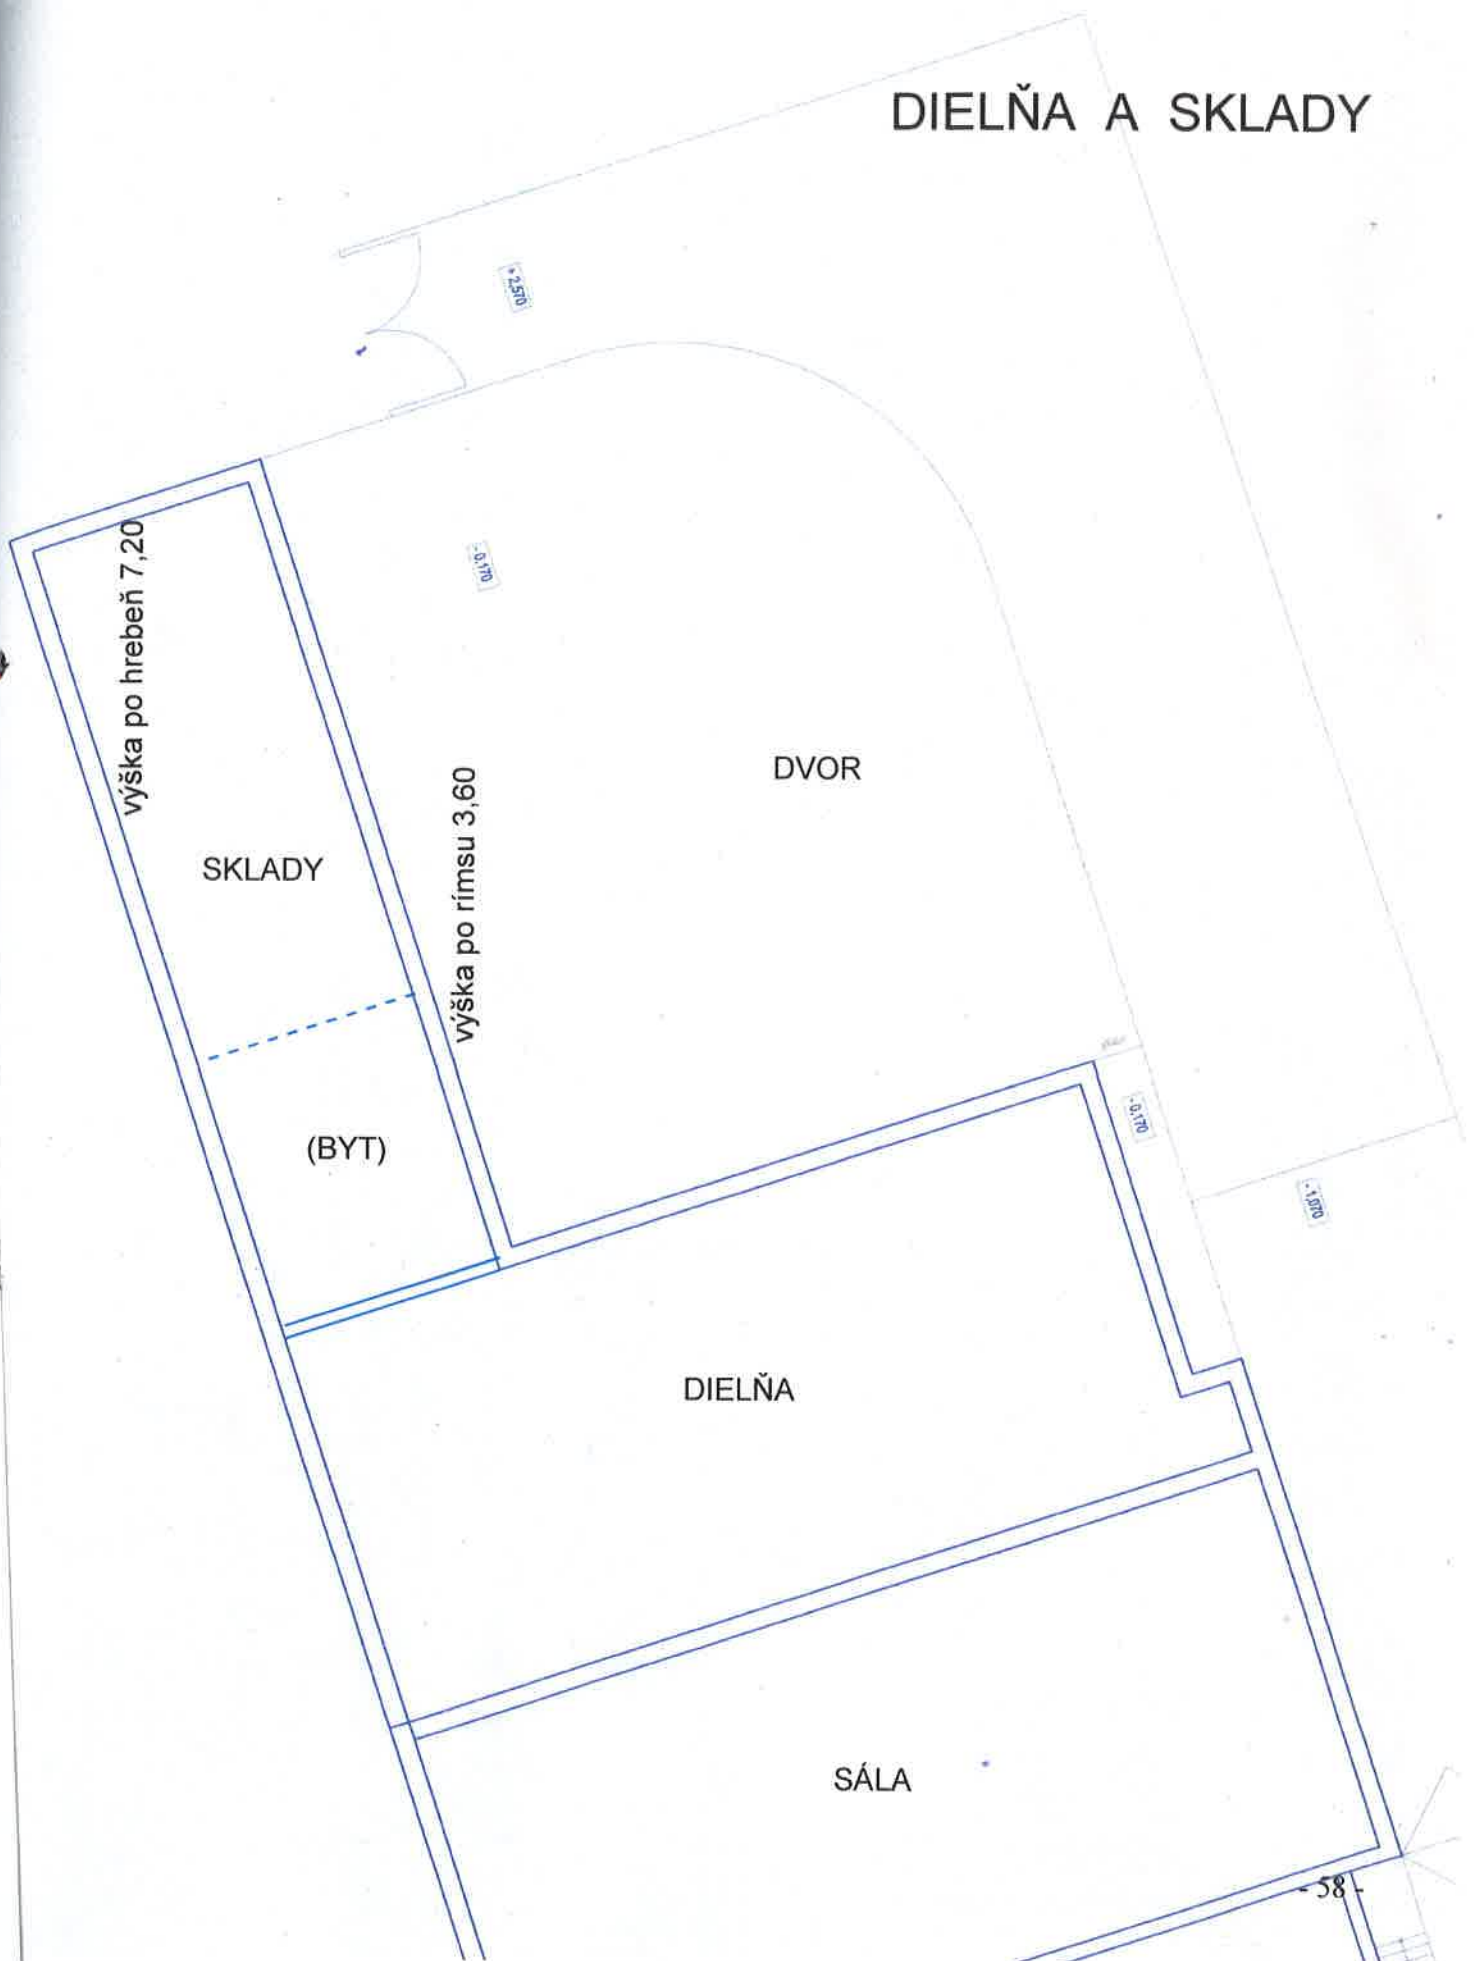 DIELŇA A SKLADY
+ 2,570
- 0,170
výška po hrebeň 7,20
výška po rímsu 3,60
DVOR
SKLADY
- 0,170
(BYT)
- 1,070
DIELŇA
SÁLA
- 58 -